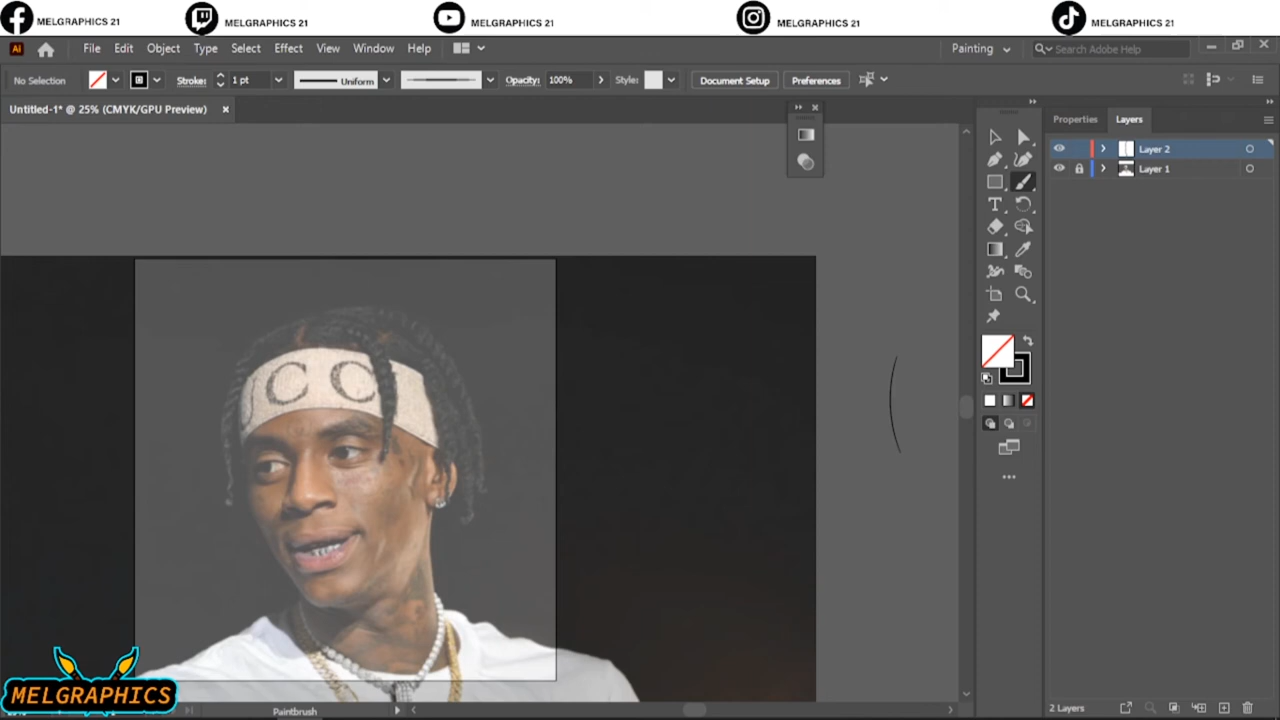 MELGRAPHICS 21
MELGRAPHICS 21
MELGRAPHICS 21
MELGRAPHICS 21
MELGRAPHICS 21
Ai File Edit Object Type Select Effect View Window Help Painting Search Adobe Help
No Selection Stroke: 1 pt Uniform Opacity: 100% Style: Document Setup Preferences
Untitled-1* @ 25% (CMYK/GPU Preview)
Properties Layers
Layer 2
Layer 1
CC
MELGRAPHICS
Paintbrush
2 Layers